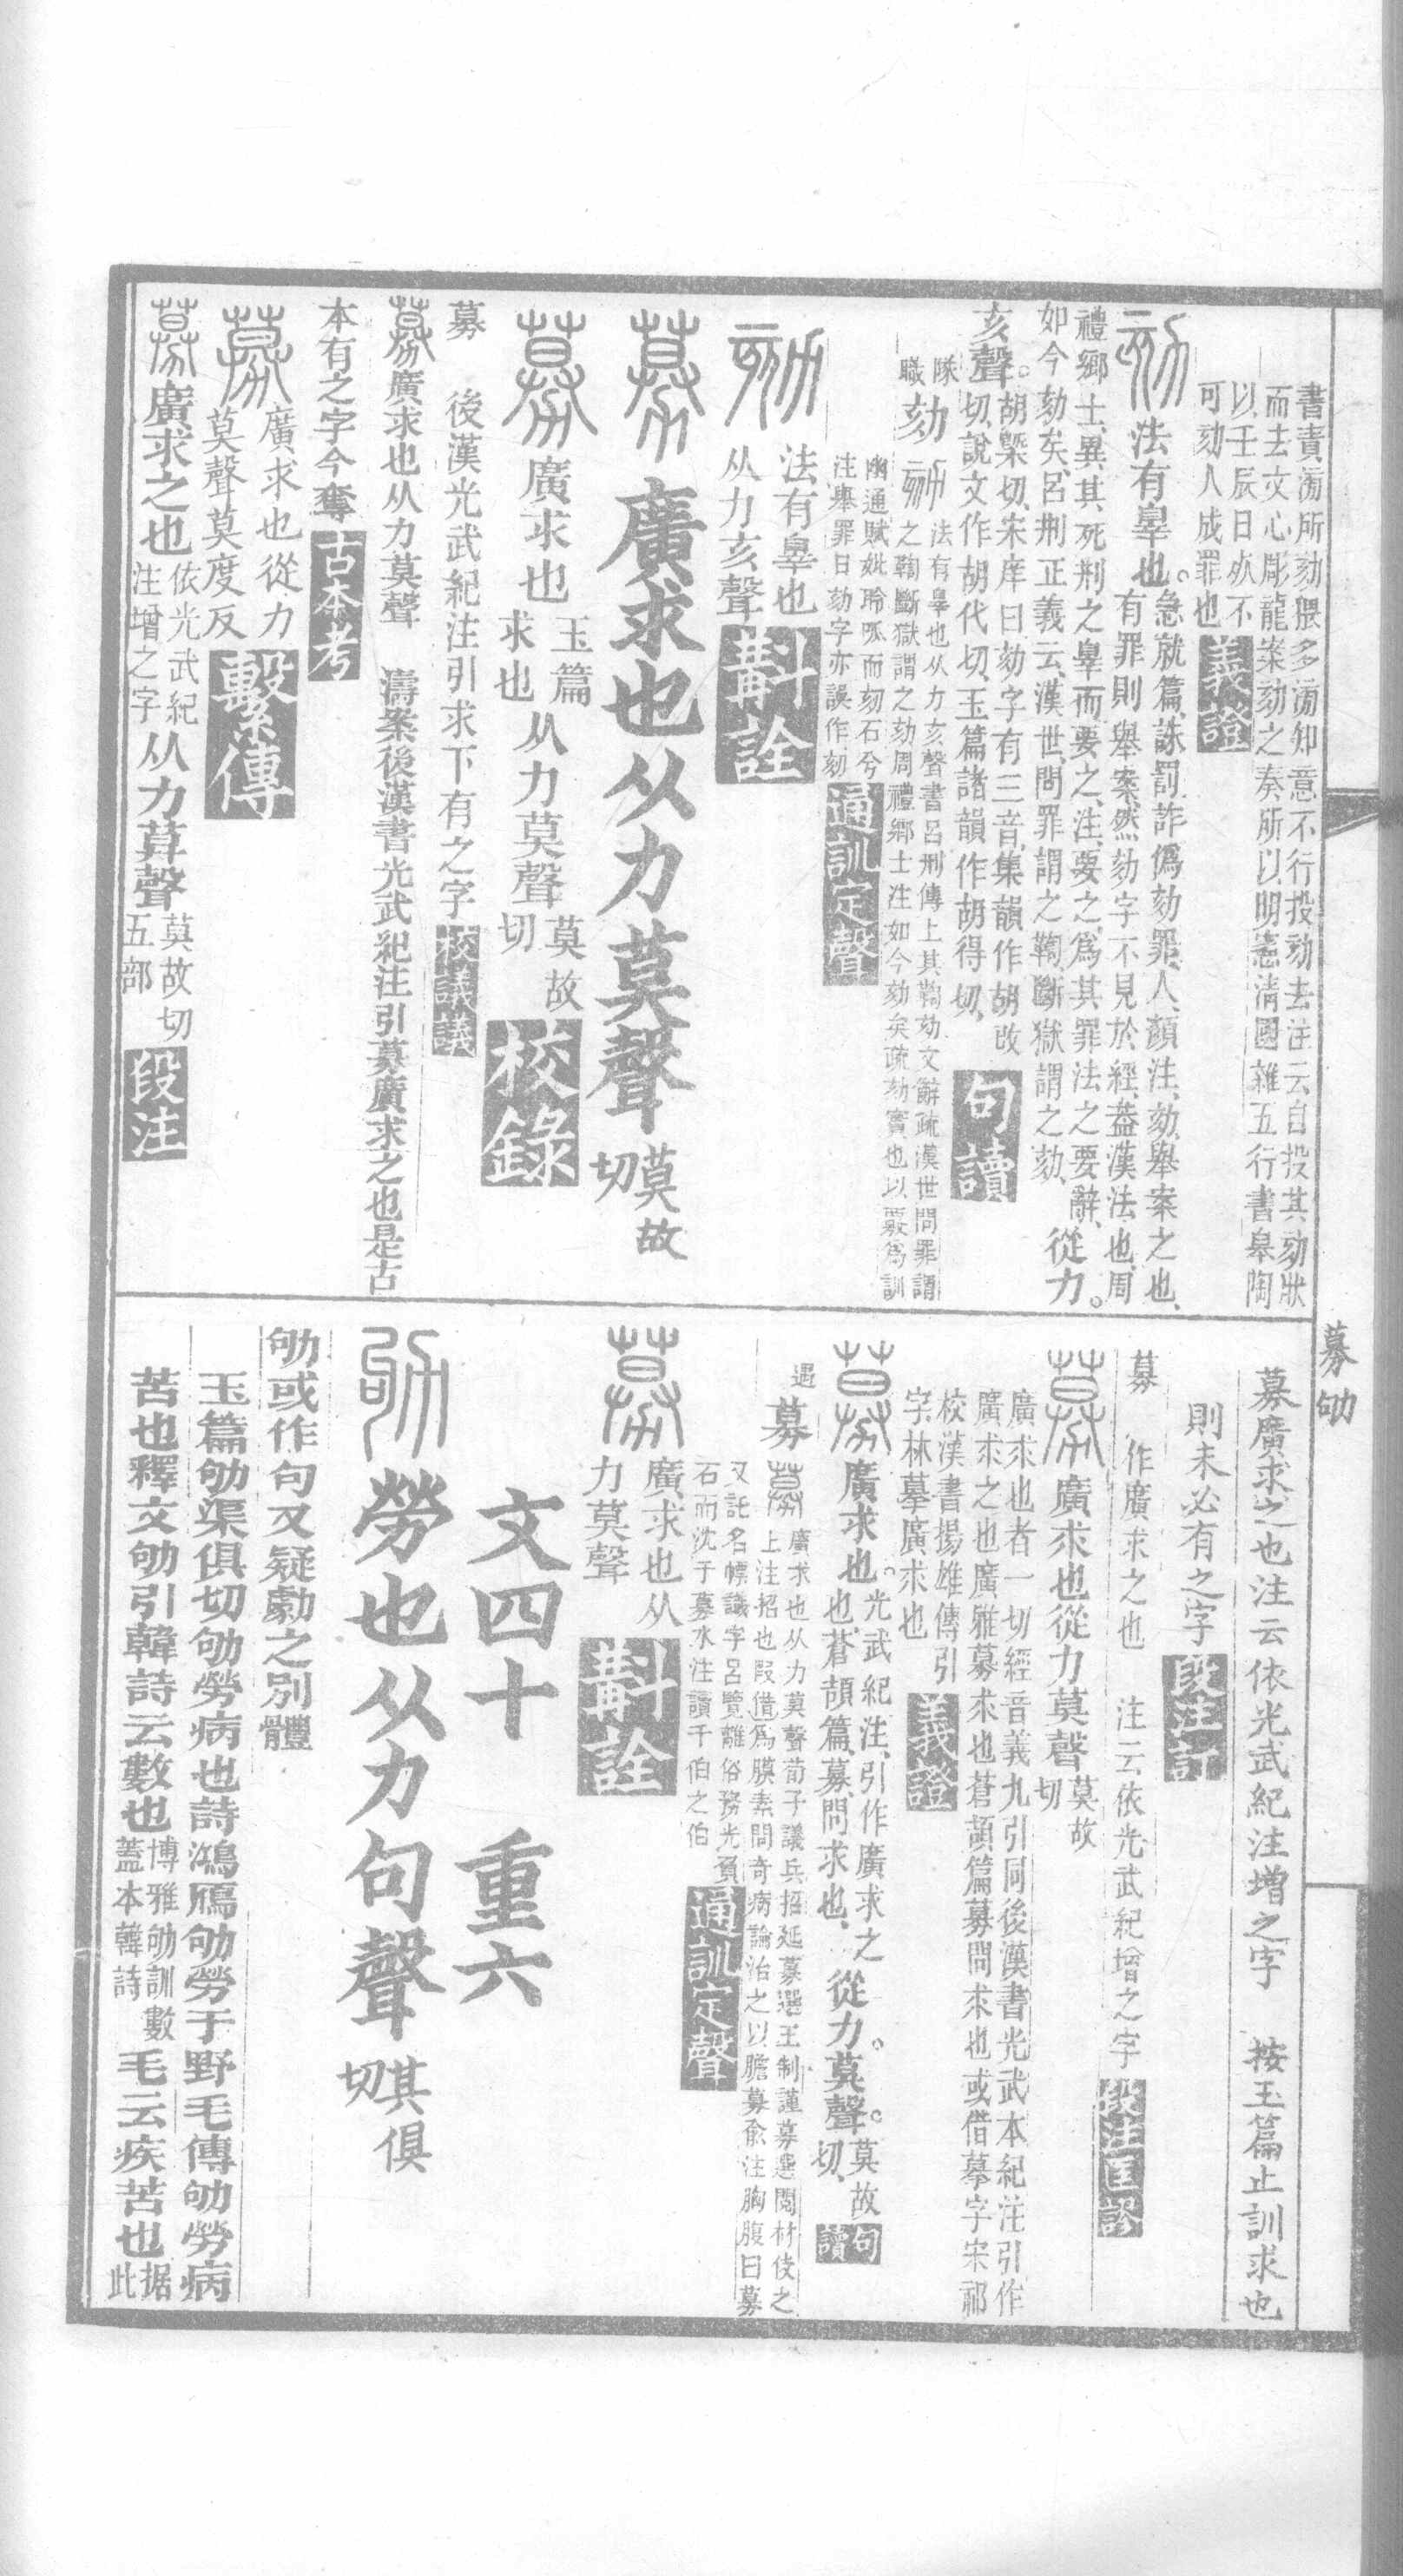 書責湧所劾猥多湧知意不行投劾去注云自投其劾狀
而去文心彫龍案劾之奏所以明憲清國雜五行書皋陶
以壬辰日劾不
可劾人成罪也 義證
劾 法有辠也。急就篇、誅罰詐偽劾罪人、顏注、劾、舉案之也、
有罪則舉案、然劾字不見於經、葢漢法也、周
禮鄉士、異其死刑之辠而要之、注、要之、為其罪法之要辭、
如今劾矣、呂刑正義云、漢世問罪謂之鞫、斷獄謂之劾、從力。
亥聲。胡槩切、宋庠曰、劾字有三音、集韻作胡改
切、說文作胡代切、玉篇諸韻作胡得切、句讀
隊
職 劾 劾 法有辠也从力亥聲書呂刑傳上其鞫劾文辭疏漢世問罪謂
之鞫斷獄謂之劾周禮鄉士注如今劾矣疏劾實也以覈為訓
幽通賦妣聆呱而刻石兮
注舉罪曰劾字亦誤作刻 通訓定聲
劾 法有辠也
从力亥聲 斠詮
募 廣求也从力莫聲 莫故切
募 廣求也 玉篇求也 从力莫聲 莫故切 校錄
募 後漢光武紀注引求下有之字 校議議
募廣求也从力莫聲 濤案後漢書光武紀注引募廣求之也是古
本有之字今奪 古本考
募 廣求也從力
莫聲莫度反 繫傳
募 廣求之也 依光武紀注增之字 从力莫聲 莫故切五部 段注
募劬
募廣求之也注云依光武紀注增之字 按玉篇止訓求也
則未必有之字 段注訂
募 作廣求之也 注云依光武紀增之字 段注匡謬
募 廣求也從力莫聲 莫故切
廣求也者一切經音義九引同後漢書光武本紀注引作
廣求之也廣雅募求也蒼頡篇募問求也或借摹字宋祁
校漢書揚雄傳引
字林摹廣求也 義證
募 廣求也。光武紀注、引作廣求之也、蒼頡篇、募、問求也、從力。莫聲。莫故切、句讀
遇 募 募 廣求也从力莫聲荀子議兵招延募選王制謹募選閱材伎之
士注招也叚借為膜素問奇病論治之以膽募俞注胸腹曰募
又託名幖識字呂覽離俗務光負
石而沈于募水注讀千伯之伯 通訓定聲
募 廣求也从
力莫聲 斠詮
文四十 重六
劬 勞也从力句聲 其俱切
劬或作句又疑勮之別體
玉篇劬渠俱切劬勞病也詩鴻鴈劬勞于野毛傳劬勞病
苦也釋文劬引韓詩云數也 博雅劬訓數蓋本韓詩 毛云疾苦也 据此